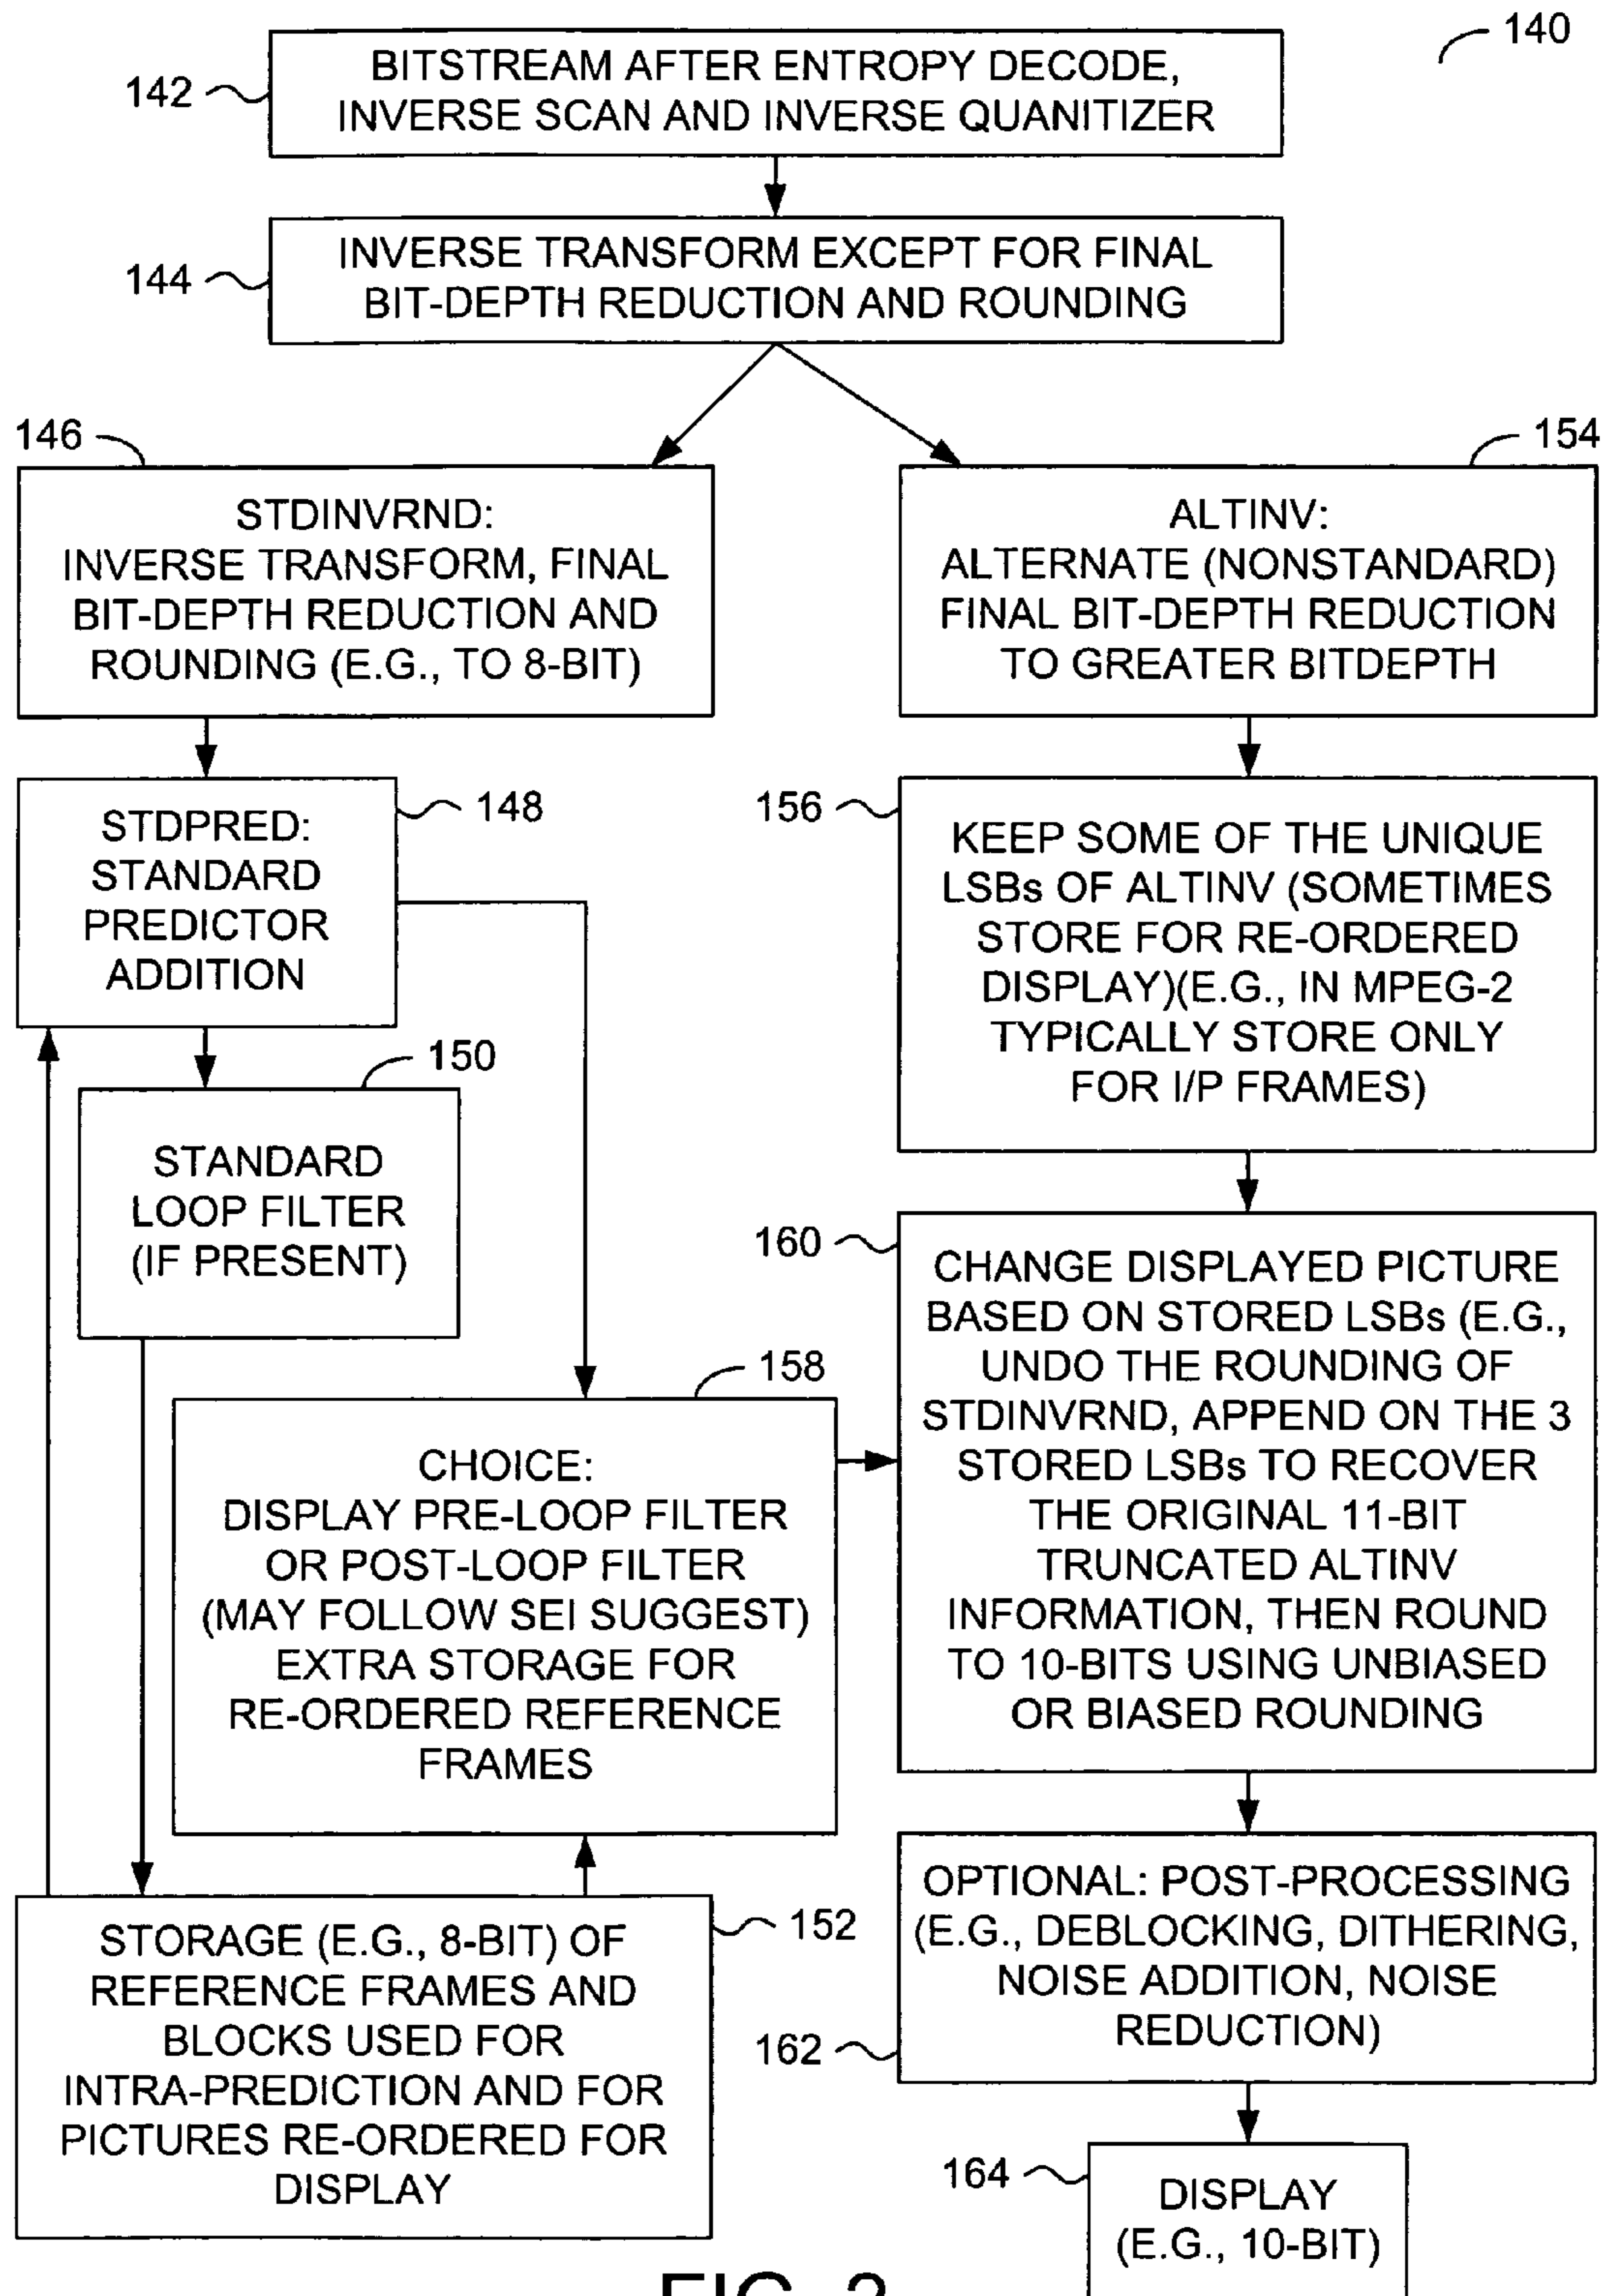 140
142
BITSTREAM AFTER ENTROPY DECODE,
INVERSE SCAN AND INVERSE QUANITIZER
144
INVERSE TRANSFORM EXCEPT FOR FINAL
BIT-DEPTH REDUCTION AND ROUNDING
146
STDINVRND:
INVERSE TRANSFORM, FINAL
BIT-DEPTH REDUCTION AND
ROUNDING (E.G., TO 8-BIT)
154
ALTINV:
ALTERNATE (NONSTANDARD)
FINAL BIT-DEPTH REDUCTION
TO GREATER BITDEPTH
148
STDPRED:
STANDARD
PREDICTOR
ADDITION
156
KEEP SOME OF THE UNIQUE
LSBs OF ALTINV (SOMETIMES
STORE FOR RE-ORDERED
DISPLAY)(E.G., IN MPEG-2
TYPICALLY STORE ONLY
FOR I/P FRAMES)
150
STANDARD
LOOP FILTER
(IF PRESENT)
158
CHOICE:
DISPLAY PRE-LOOP FILTER
OR POST-LOOP FILTER
(MAY FOLLOW SEI SUGGEST)
EXTRA STORAGE FOR
RE-ORDERED REFERENCE
FRAMES
160
CHANGE DISPLAYED PICTURE
BASED ON STORED LSBs (E.G.,
UNDO THE ROUNDING OF
STDINVRND, APPEND ON THE 3
STORED LSBs TO RECOVER
THE ORIGINAL 11-BIT
TRUNCATED ALTINV
INFORMATION, THEN ROUND
TO 10-BITS USING UNBIASED
OR BIASED ROUNDING
152
STORAGE (E.G., 8-BIT) OF
REFERENCE FRAMES AND
BLOCKS USED FOR
INTRA-PREDICTION AND FOR
PICTURES RE-ORDERED FOR
DISPLAY
162
OPTIONAL: POST-PROCESSING
(E.G., DEBLOCKING, DITHERING,
NOISE ADDITION, NOISE
REDUCTION)
164
DISPLAY
(E.G., 10-BIT)
FIG.